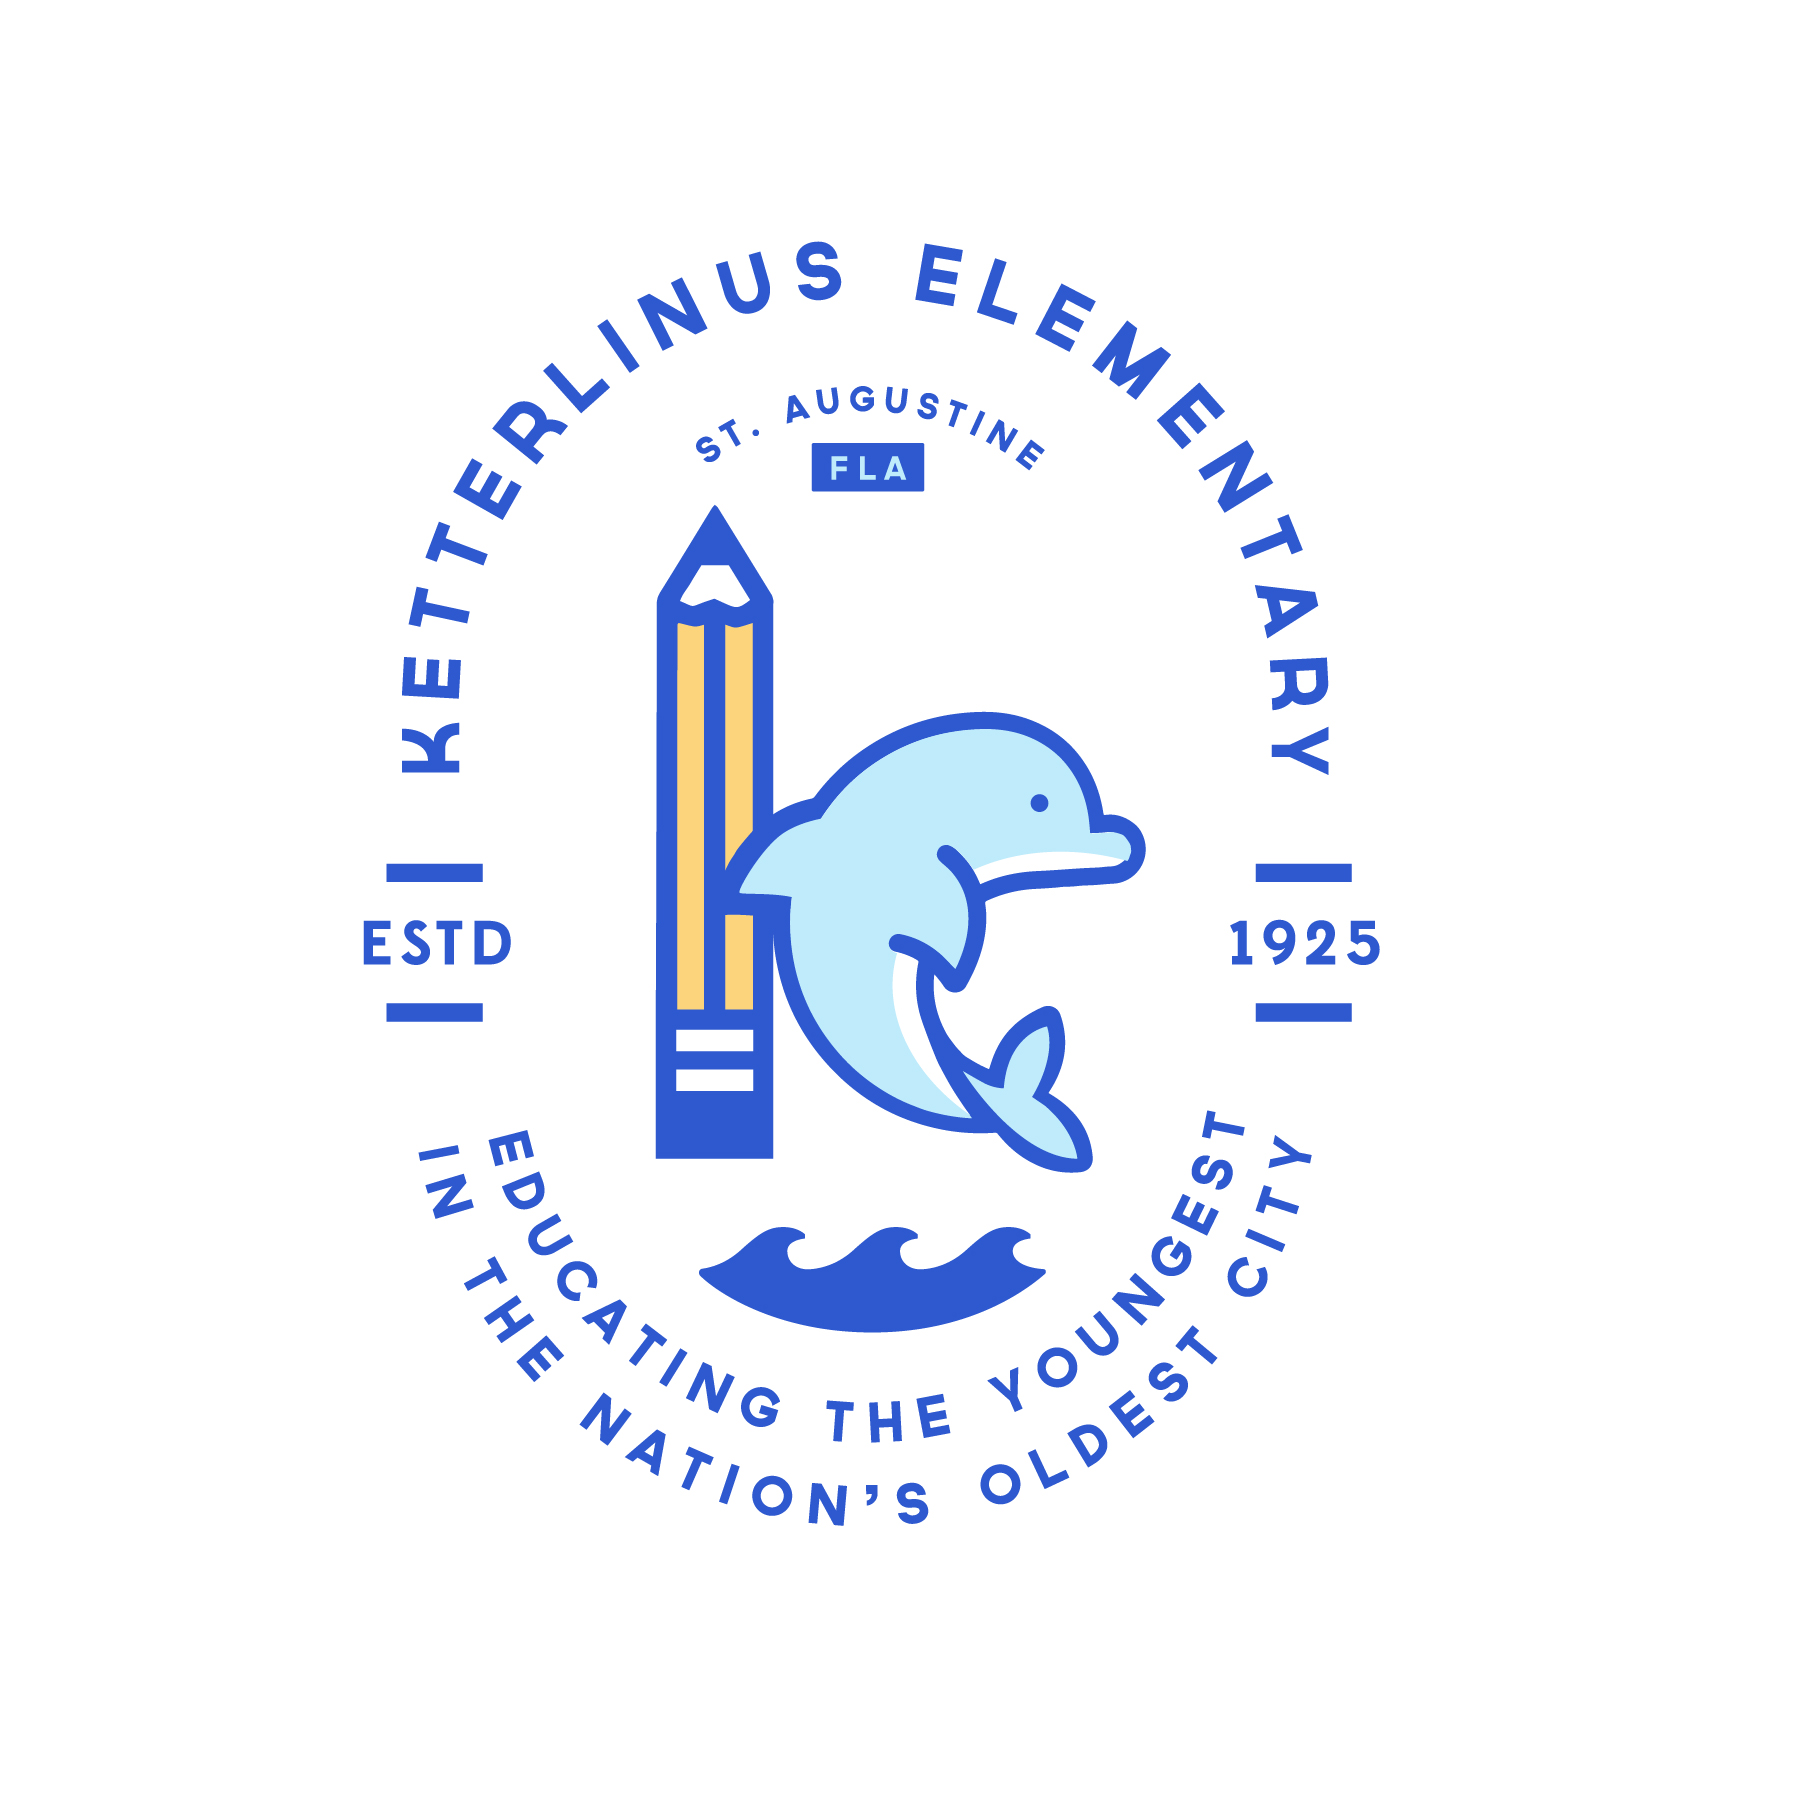 KETTERLINUS ELEMENTARY
ST. AUGUSTINE
FLA
ESTD
1925
EDUCATING THE YOUNGEST
IN THE NATION’S OLDEST CITY